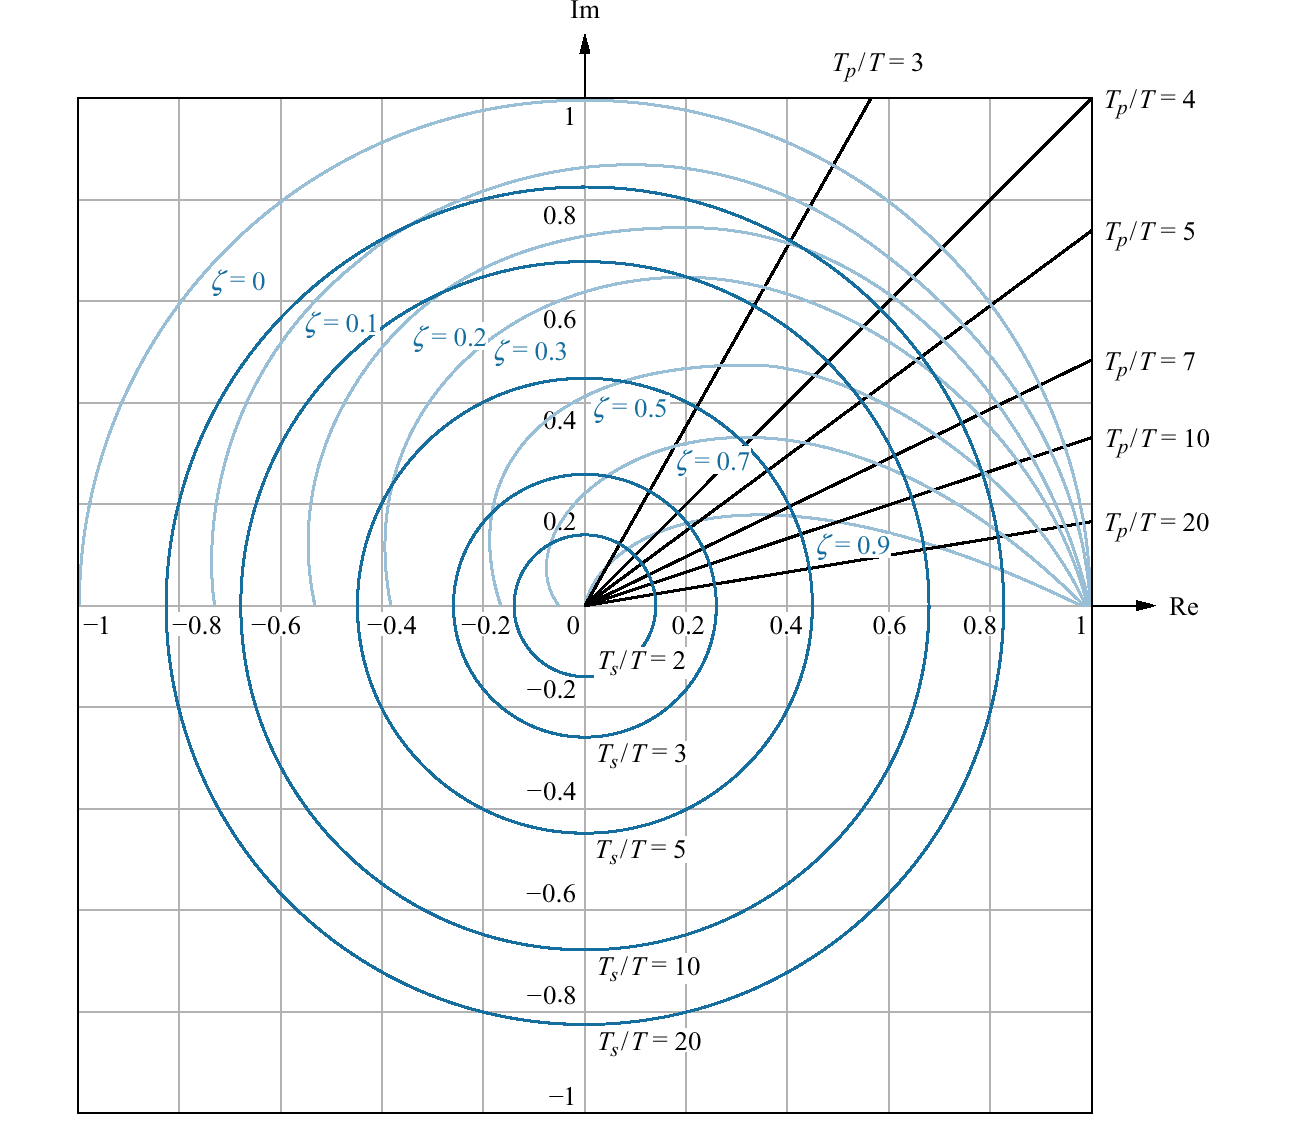 Im
T_p/T = 3
T_p/T = 4
1
0.8
T_p/T = 5
ζ = 0
0.6
ζ = 0.1
ζ = 0.2
ζ = 0.3
T_p/T = 7
0.4
ζ = 0.5
T_p/T = 10
ζ = 0.7
0.2
T_p/T = 20
ζ = 0.9
Re
−1
−0.8
−0.6
−0.4
−0.2
0
0.2
0.4
0.6
0.8
1
T_s/T = 2
−0.2
T_s/T = 3
−0.4
T_s/T = 5
−0.6
T_s/T = 10
−0.8
T_s/T = 20
−1